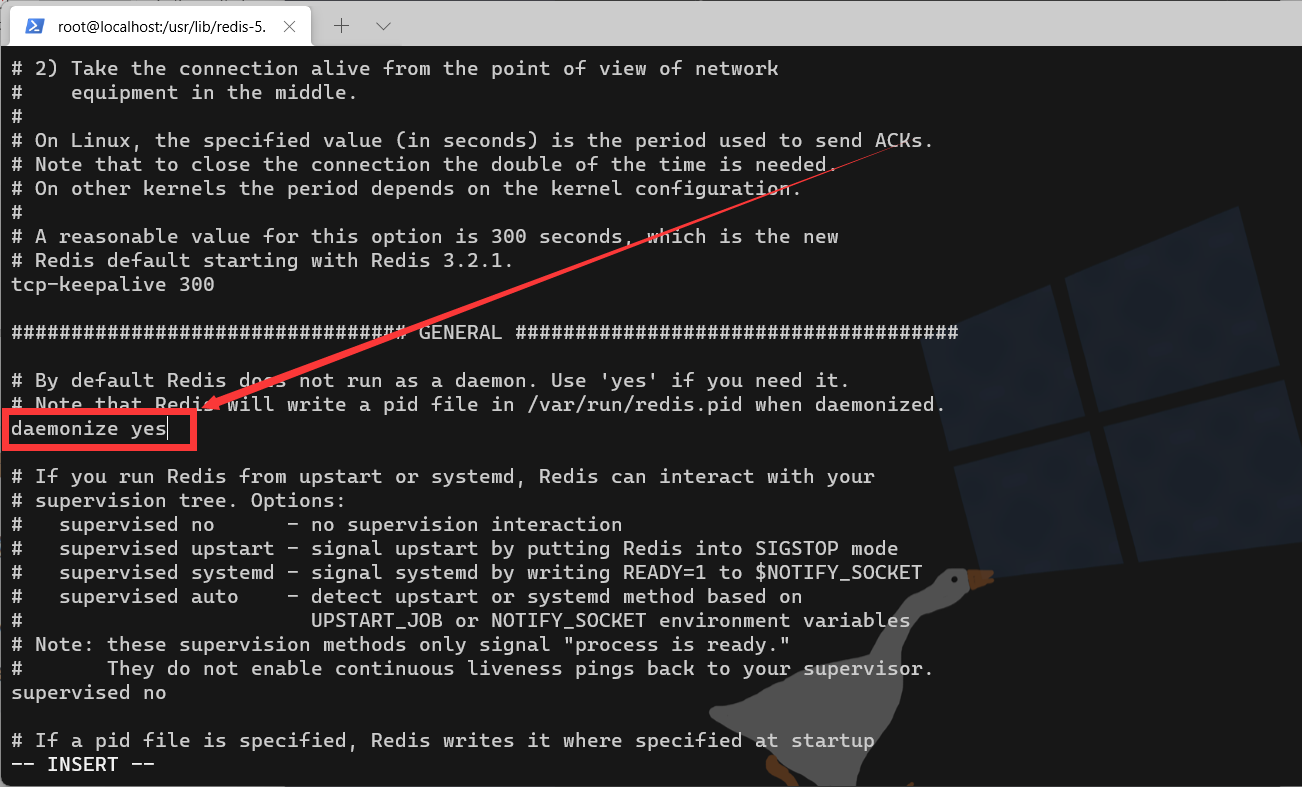 root@localhost:/usr/lib/redis-5.
# 2) Take the connection alive from the point of view of network
#    equipment in the middle.
#
# On Linux, the specified value (in seconds) is the period used to send ACKs.
# Note that to close the connection the double of the time is needed.
# On other kernels the period depends on the kernel configuration.
#
# A reasonable value for this option is 300 seconds, which is the new
# Redis default starting with Redis 3.2.1.
tcp-keepalive 300
################################# GENERAL #####################################
# By default Redis does not run as a daemon. Use 'yes' if you need it.
# Note that Redis will write a pid file in /var/run/redis.pid when daemonized.
daemonize yes
# If you run Redis from upstart or systemd, Redis can interact with your
# supervision tree. Options:
#   supervised no      - no supervision interaction
#   supervised upstart - signal upstart by putting Redis into SIGSTOP mode
#   supervised systemd - signal systemd by writing READY=1 to $NOTIFY_SOCKET
#   supervised auto    - detect upstart or systemd method based on
#                        UPSTART_JOB or NOTIFY_SOCKET environment variables
# Note: these supervision methods only signal "process is ready."
#       They do not enable continuous liveness pings back to your supervisor.
supervised no
# If a pid file is specified, Redis writes it where specified at startup
-- INSERT --